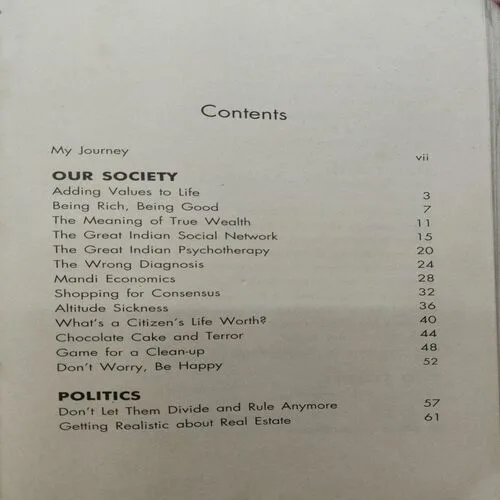 Contents
My Journey vii
OUR SOCIETY
Adding Values to Life 3
Being Rich, Being Good 7
The Meaning of True Wealth 11
The Great Indian Social Network 15
The Great Indian Psychotherapy 20
The Wrong Diagnosis 24
Mandi Economics 28
Shopping for Consensus 32
Altitude Sickness 36
What's a Citizen's Life Worth? 40
Chocolate Cake and Terror 44
Game for a Clean-up 48
Don't Worry, Be Happy 52
POLITICS
Don't Let Them Divide and Rule Anymore 57
Getting Realistic about Real Estate 61